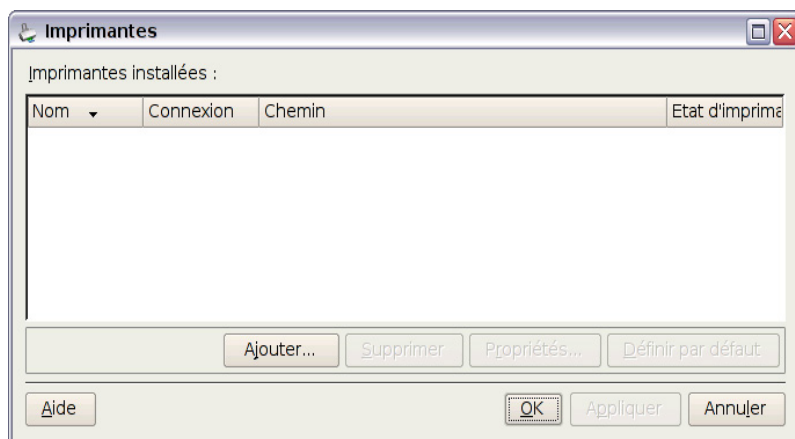 Imprimantes
Imprimantes installées :
Nom Connexion Chemin Etat d'imprima
Ajouter... Supprimer Propriétés... Définir par défaut
Aide OK Appliquer Annuler